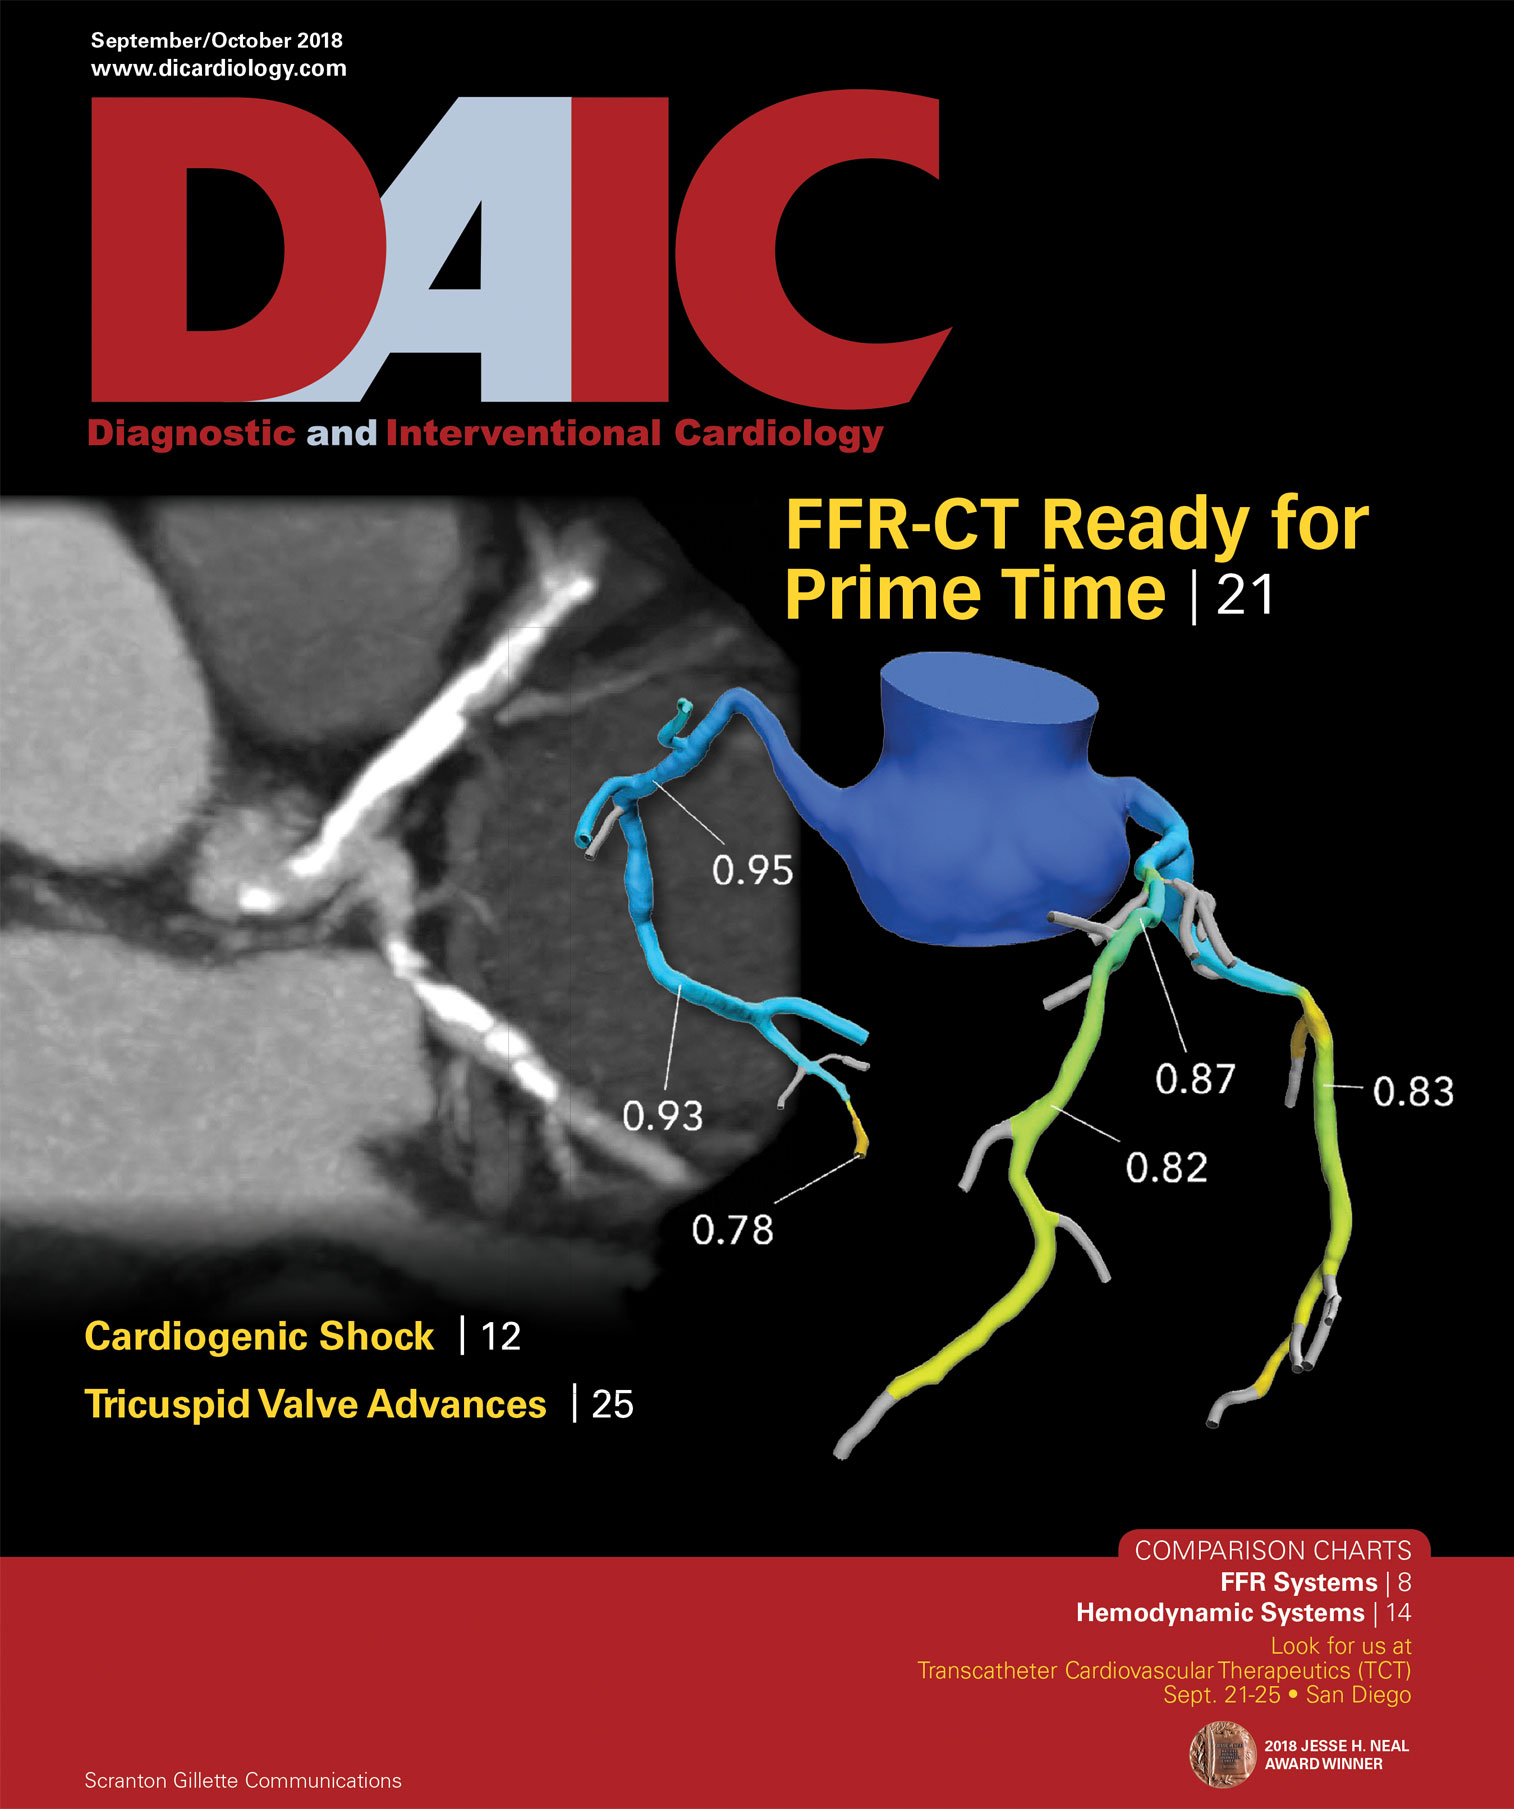 September/October 2018
www.dicardiology.com
DAIC
Diagnostic and Interventional Cardiology
FFR-CT Ready for
Prime Time | 21
0.95
0.93
0.78
0.87
0.82
0.83
Cardiogenic Shock | 12
Tricuspid Valve Advances | 25
COMPARISON CHARTS
FFR Systems | 8
Hemodynamic Systems | 14
Look for us at
Transcatheter Cardiovascular Therapeutics (TCT)
Sept. 21-25 • San Diego
2018 JESSE H. NEAL
AWARD WINNER
Scranton Gillette Communications